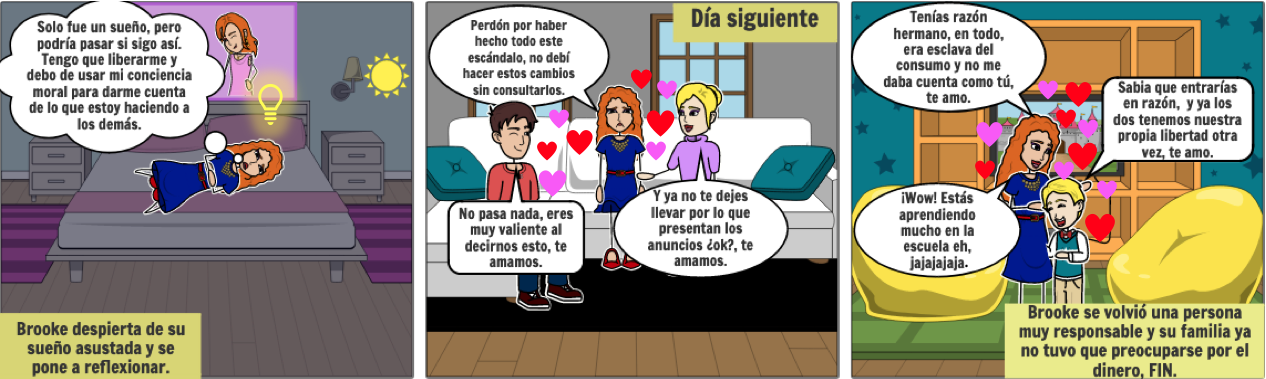 Solo fue un sueño, pero
podría pasar si sigo así.
Tengo que liberarme y
debo de usar mi conciencia
moral para darme cuenta
de lo que estoy haciendo a
los demás.
Brooke despierta de su
sueño asustada y se
pone a reflexionar.
Día siguiente
Perdón por haber
hecho todo este
escándalo, no debí
hacer estos cambios
sin consultarlos.
No pasa nada, eres
muy valiente al
decirnos esto, te
amamos.
Y ya no te dejes
llevar por lo que
presentan los
anuncios ¿ok?, te
amamos.
Tenías razón
hermano, en todo,
era esclava del
consumo y no me
daba cuenta como tú,
te amo.
Sabia que entrarías
en razón,  y ya los
dos tenemos nuestra
propia libertad otra
vez, te amo.
¡Wow! Estás
aprendiendo
mucho en la
escuela eh,
jajajajaja.
Brooke se volvió una persona
muy responsable y su familia ya
no tuvo que preocuparse por el
dinero, FIN.